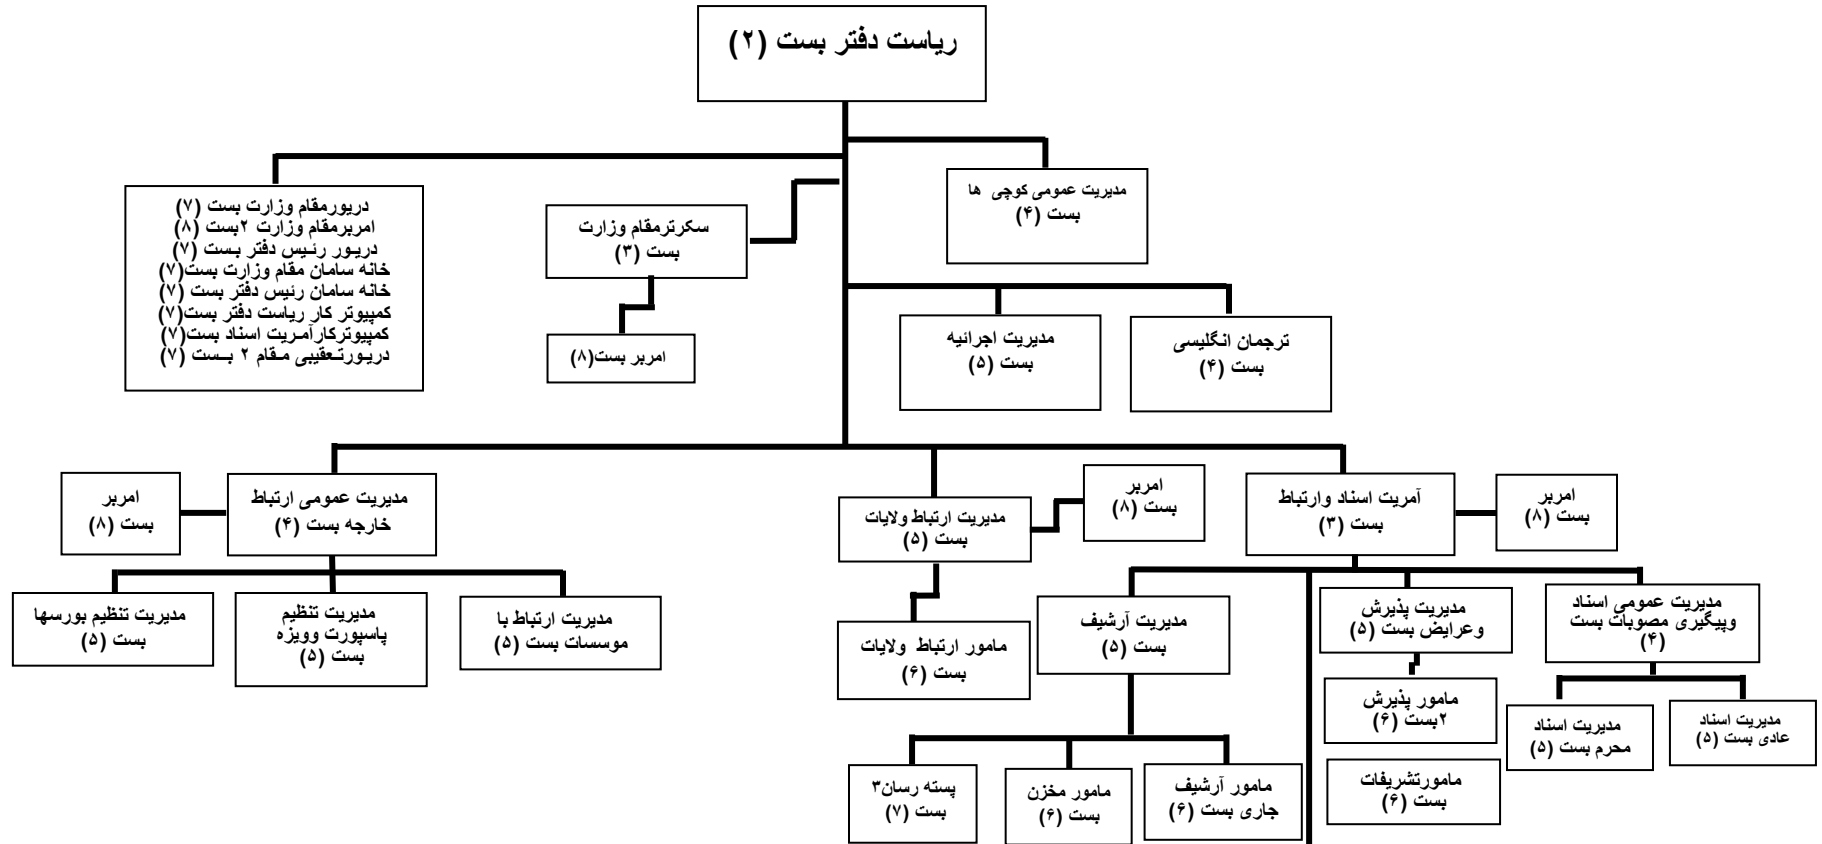 ریاست دفتر بست (۲)
مدیریت عمومی کوچی ها
بست (۴)
سکرترمقام وزارت
بست (۳)
امربر بست(۸)
دریورمقام وزارت بست (۷)
امربرمقام وزارت ۲بست (۸)
دریور رئیس دفتر بست (۷)
خانه سامان مقام وزارت بست(۷)
خانه سامان رئیس دفتر بست (۷)
کمپیوتر کار ریاست دفتر بست (۷)
کمپیوترکارآمریت اسناد بست (۷)
دریورتعقیبی مقام ۲ بست (۷)
ترجمان انگلیسی
بست (۴)
مدیریت اجرائیه
بست (۵)
امربر
بست (۸)
آمریت اسناد وارتباط
بست (۳)
امربر
بست (۸)
مدیریت ارتباط ولایات
بست (۵)
مدیریت عمومی ارتباط
خارجه بست (۴)
امربر
بست (۸)
مدیریت عمومی اسناد
وپیگیری مصوبات بست
(۴)
مدیریت پذیرش
وعرایض بست (۵)
مدیریت آرشیف
بست (۵)
مامور ارتباط ولایات
بست (۶)
مدیریت ارتباط با
موسسات بست (۵)
مدیریت تنظیم
پاسپورت وویزه
بست (۵)
مدیریت تنظیم بورسها
بست (۵)
مدیریت اسناد
عادی بست (۵)
مدیریت اسناد
محرم بست (۵)
مامور پذیرش
۲بست (۶)
مامورتشریفات
بست (۶)
مامور آرشیف
جاری بست (۶)
مامور مخزن
بست (۶)
پسته رسان۳
بست (۷)